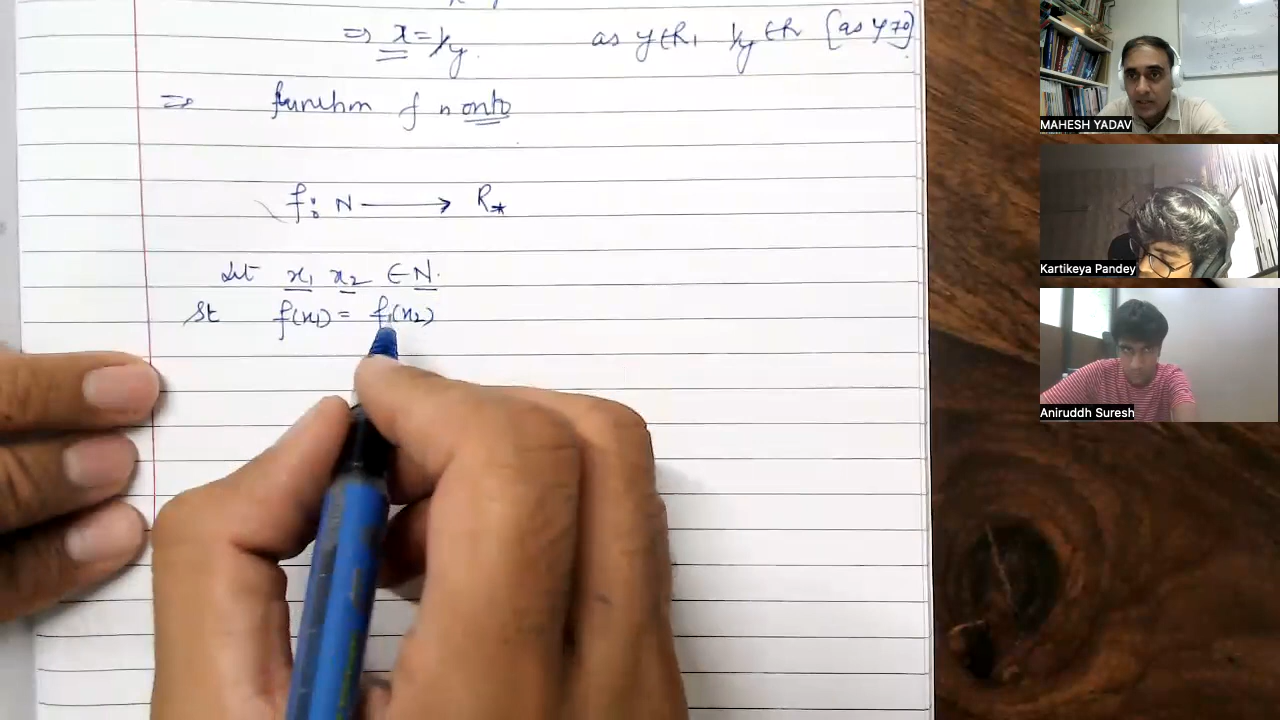 ⇒ x = 1/y. as y ∈ R, 1/y ∈ R [as y ≠ 0]
⇒ function f is onto
f: N ⟶ R*
Let x1 x2 ∈ N.
St f(x1) = f(x2)
MAHESH YADAV
Kartikeya Pandey
Aniruddh Suresh